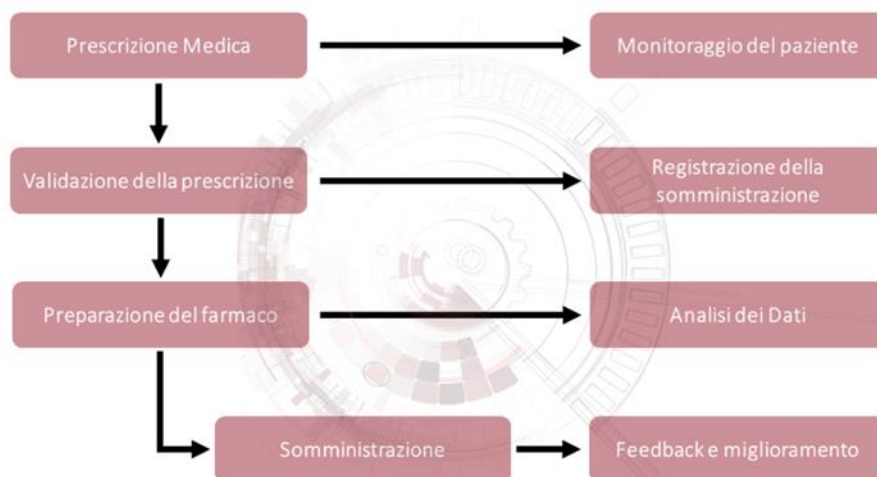 Prescrizione Medica
Monitoraggio del paziente
Validazione della prescrizione
Registrazione della
somministrazione
Preparazione del farmaco
Analisi dei Dati
Somministrazione
Feedback e miglioramento